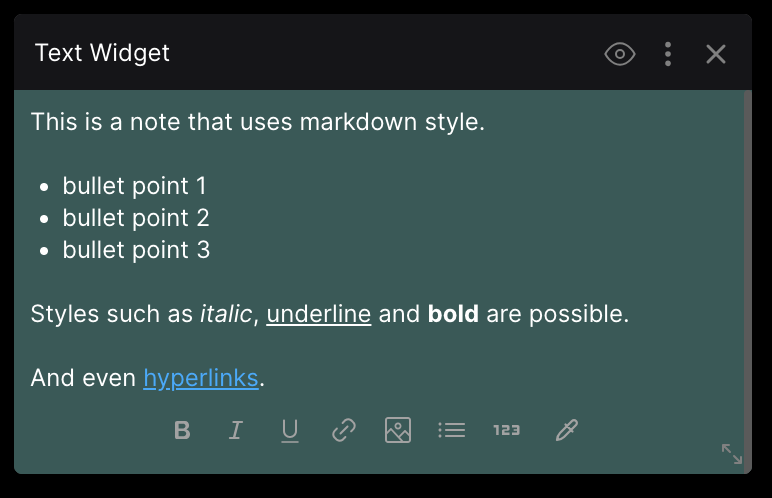 Text Widget
This is a note that uses markdown style.
• bullet point 1
• bullet point 2
• bullet point 3
Styles such as italic, underline and bold are possible.
And even hyperlinks.
B I U 123